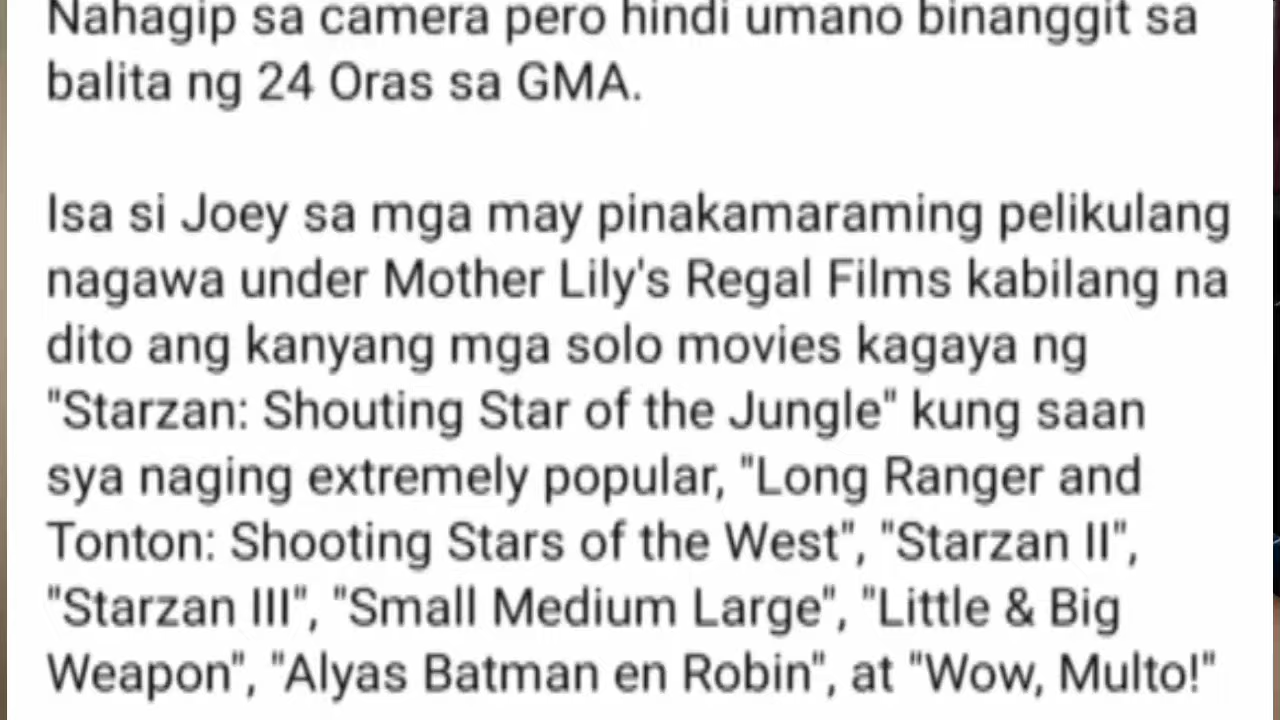 Nahagip sa camera pero hindi umano binanggit sa
balita ng 24 Oras sa GMA.
Isa si Joey sa mga may pinakamaraming pelikulang
nagawa under Mother Lily's Regal Films kabilang na
dito ang kanyang mga solo movies kagaya ng
"Starzan: Shouting Star of the Jungle" kung saan
sya naging extremely popular, "Long Ranger and
Tonton: Shooting Stars of the West", "Starzan II",
"Starzan III", "Small Medium Large", "Little & Big
Weapon", "Alyas Batman en Robin", at "Wow, Multo!"